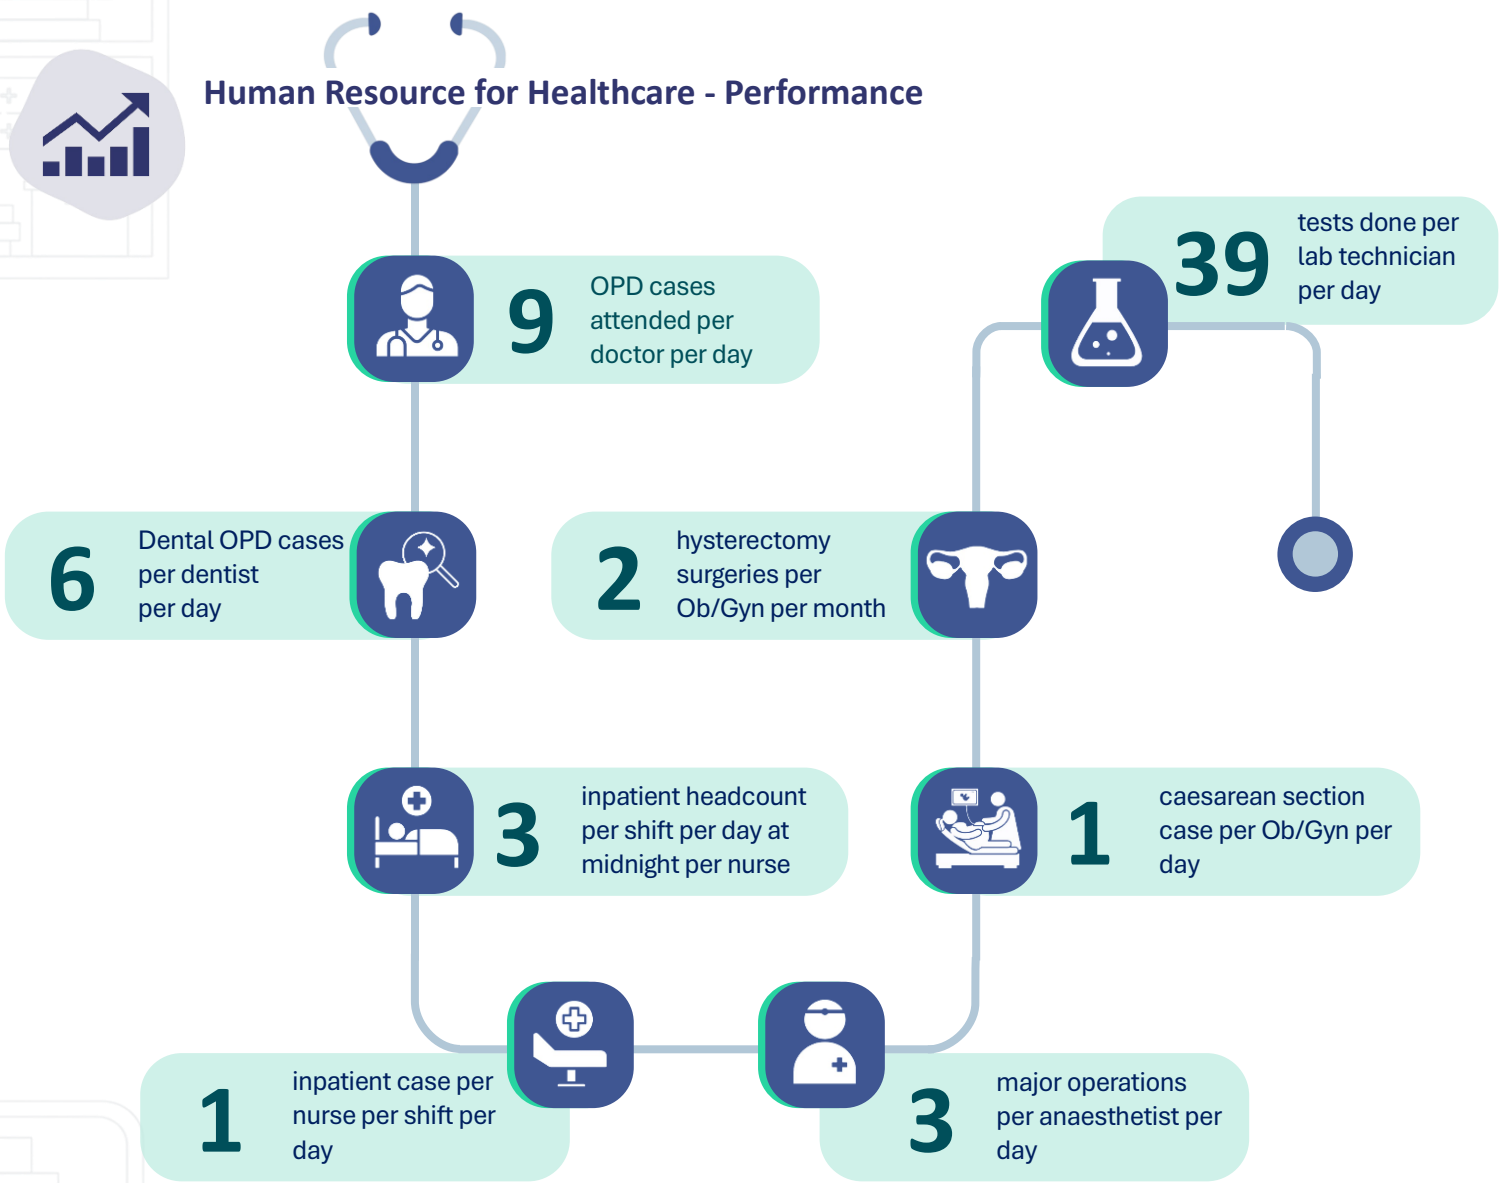 Human Resource for Healthcare - Performance
9
OPD cases
attended per
doctor per day
6
Dental OPD cases
per dentist
per day
3
inpatient headcount
per shift per day at
midnight per nurse
1
inpatient case per
nurse per shift per
day
3
major operations
per anaesthetist per
day
1
caesarean section
case per Ob/Gyn per
day
2
hysterectomy
surgeries per
Ob/Gyn per month
39
tests done per
lab technician
per day